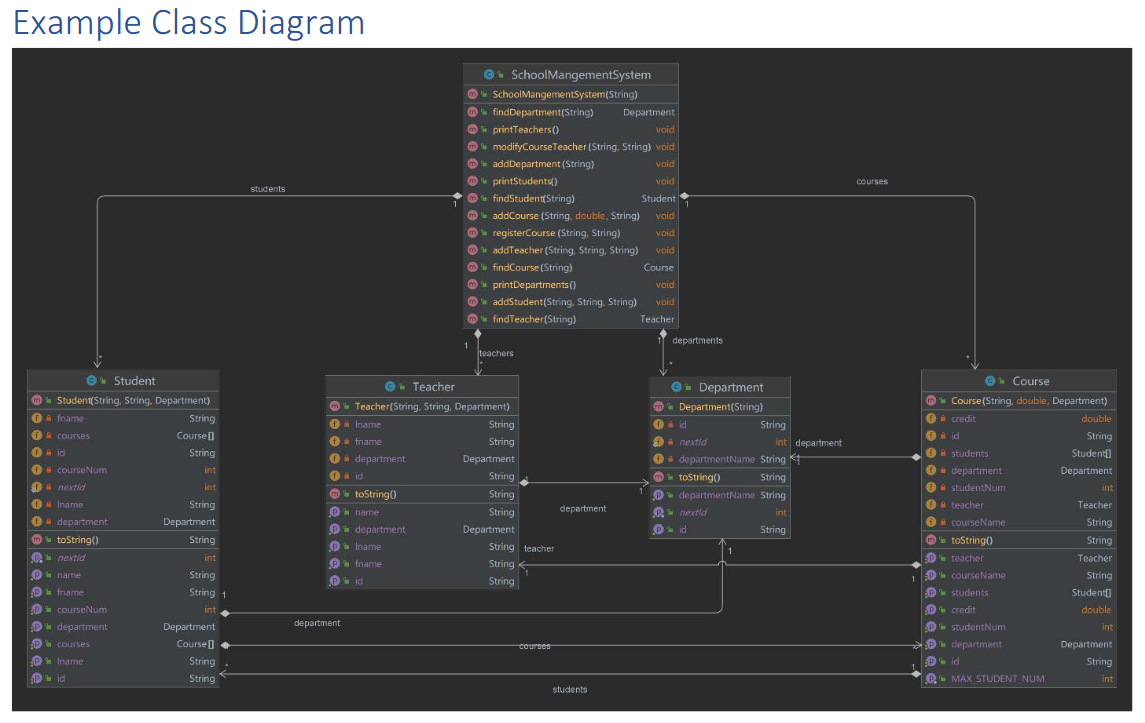 Example Class Diagram
SchoolMangementSystem
SchoolMangementSystem(String)
findDepartment(String) Department
printTeachers() void
modifyCourseTeacher(String, String) void
addDepartment(String) void
printStudents() void
findStudent(String) Student
addCourse(String, double, String) void
registerCourse(String, String) void
addTeacher(String, String, String) void
findCourse(String) Course
printDepartments() void
addStudent(String, String, String) void
findTeacher(String) Teacher
students
1
*
courses
1
*
1
teachers
*
1
departments
*
Student
Student(String, String, Department)
fname String
courses Course[]
id String
courseNum int
nextId int
lname String
department Department
toString() String
nextId int
name String
fname String
courseNum int
department Department
courses Course[]
lname String
id String
Teacher
Teacher(String, String, Department)
lname String
fname String
department Department
id String
toString() String
name String
department Department
lname String
fname String
id String
Department
Department(String)
id String
nextId int
departmentName String
toString() String
departmentName String
nextId int
id String
Course
Course(String, double, Department)
credit double
id String
students Student[]
department Department
studentNum int
teacher Teacher
courseName String
toString() String
teacher Teacher
courseName String
students Student[]
credit double
studentNum int
department Department
id String
MAX_STUDENT_NUM int
department
1
*
department
1
teacher
1
1
1
department
1
courses
*
*
students
1